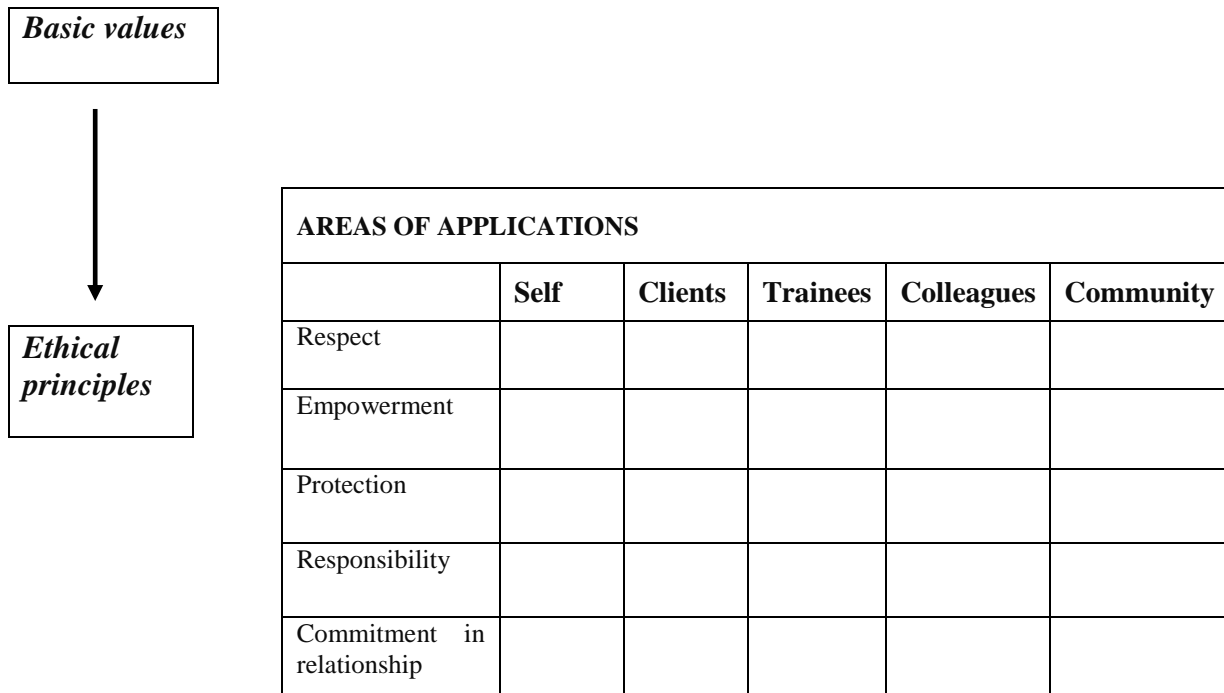 Basic values
Ethical
principles
AREAS OF APPLICATIONS
Self Clients Trainees Colleagues Community
Respect
Empowerment
Protection
Responsibility
Commitment in
relationship